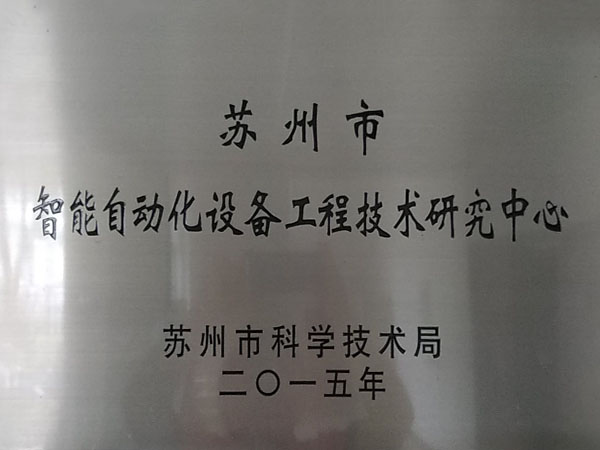 苏州市
智能自动化设备工程技术研究中心
苏州市科学技术局
二〇一五年